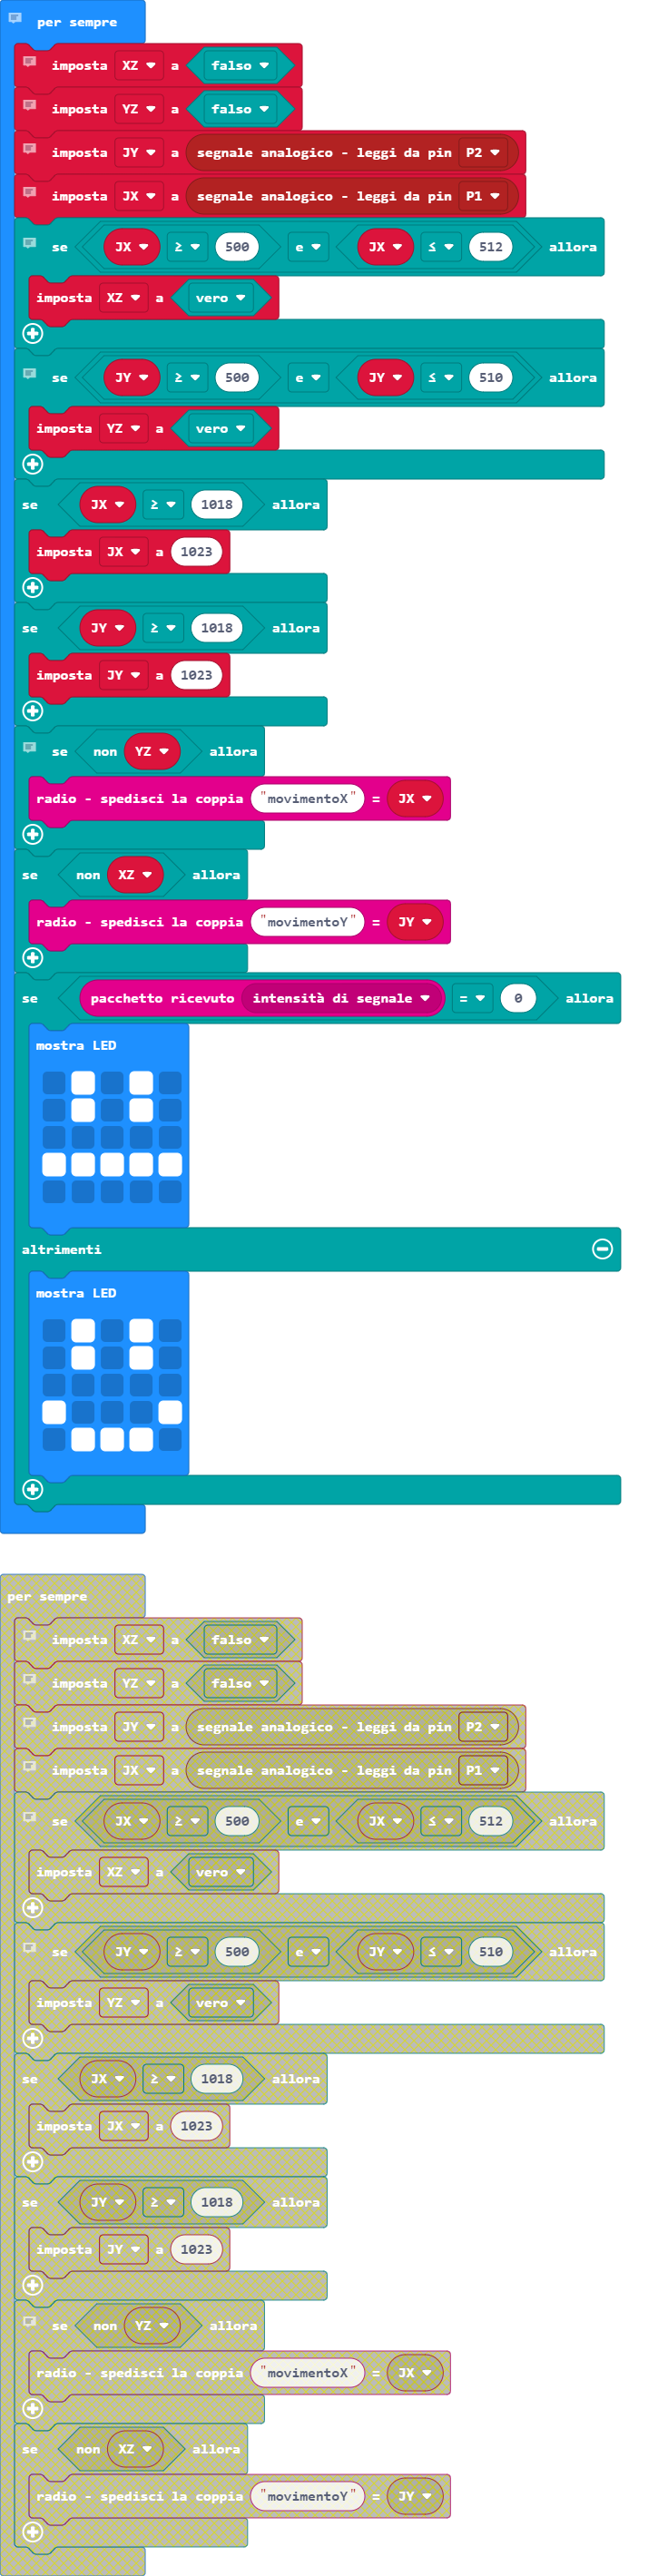 per sempre
imposta XZ a falso
imposta YZ a falso
imposta JY a segnale analogico - leggi da pin P2
imposta JX a segnale analogico - leggi da pin P1
se JX ≥ 500 e JX ≤ 512 allora
imposta XZ a vero
se JY ≥ 500 e JY ≤ 510 allora
imposta YZ a vero
se JX ≥ 1018 allora
imposta JX a 1023
se JY ≥ 1018 allora
imposta JY a 1023
se non YZ allora
radio - spedisci la coppia "movimentoX" = JX
se non XZ allora
radio - spedisci la coppia "movimentoY" = JY
se pacchetto ricevuto intensità di segnale = 0 allora
mostra LED
altrimenti
mostra LED
per sempre
imposta XZ a falso
imposta YZ a falso
imposta JY a segnale analogico - leggi da pin P2
imposta JX a segnale analogico - leggi da pin P1
se JX ≥ 500 e JX ≤ 512 allora
imposta XZ a vero
se JY ≥ 500 e JY ≤ 510 allora
imposta YZ a vero
se JX ≥ 1018 allora
imposta JX a 1023
se JY ≥ 1018 allora
imposta JY a 1023
se non YZ allora
radio - spedisci la coppia "movimentoX" = JX
se non XZ allora
radio - spedisci la coppia "movimentoY" = JY